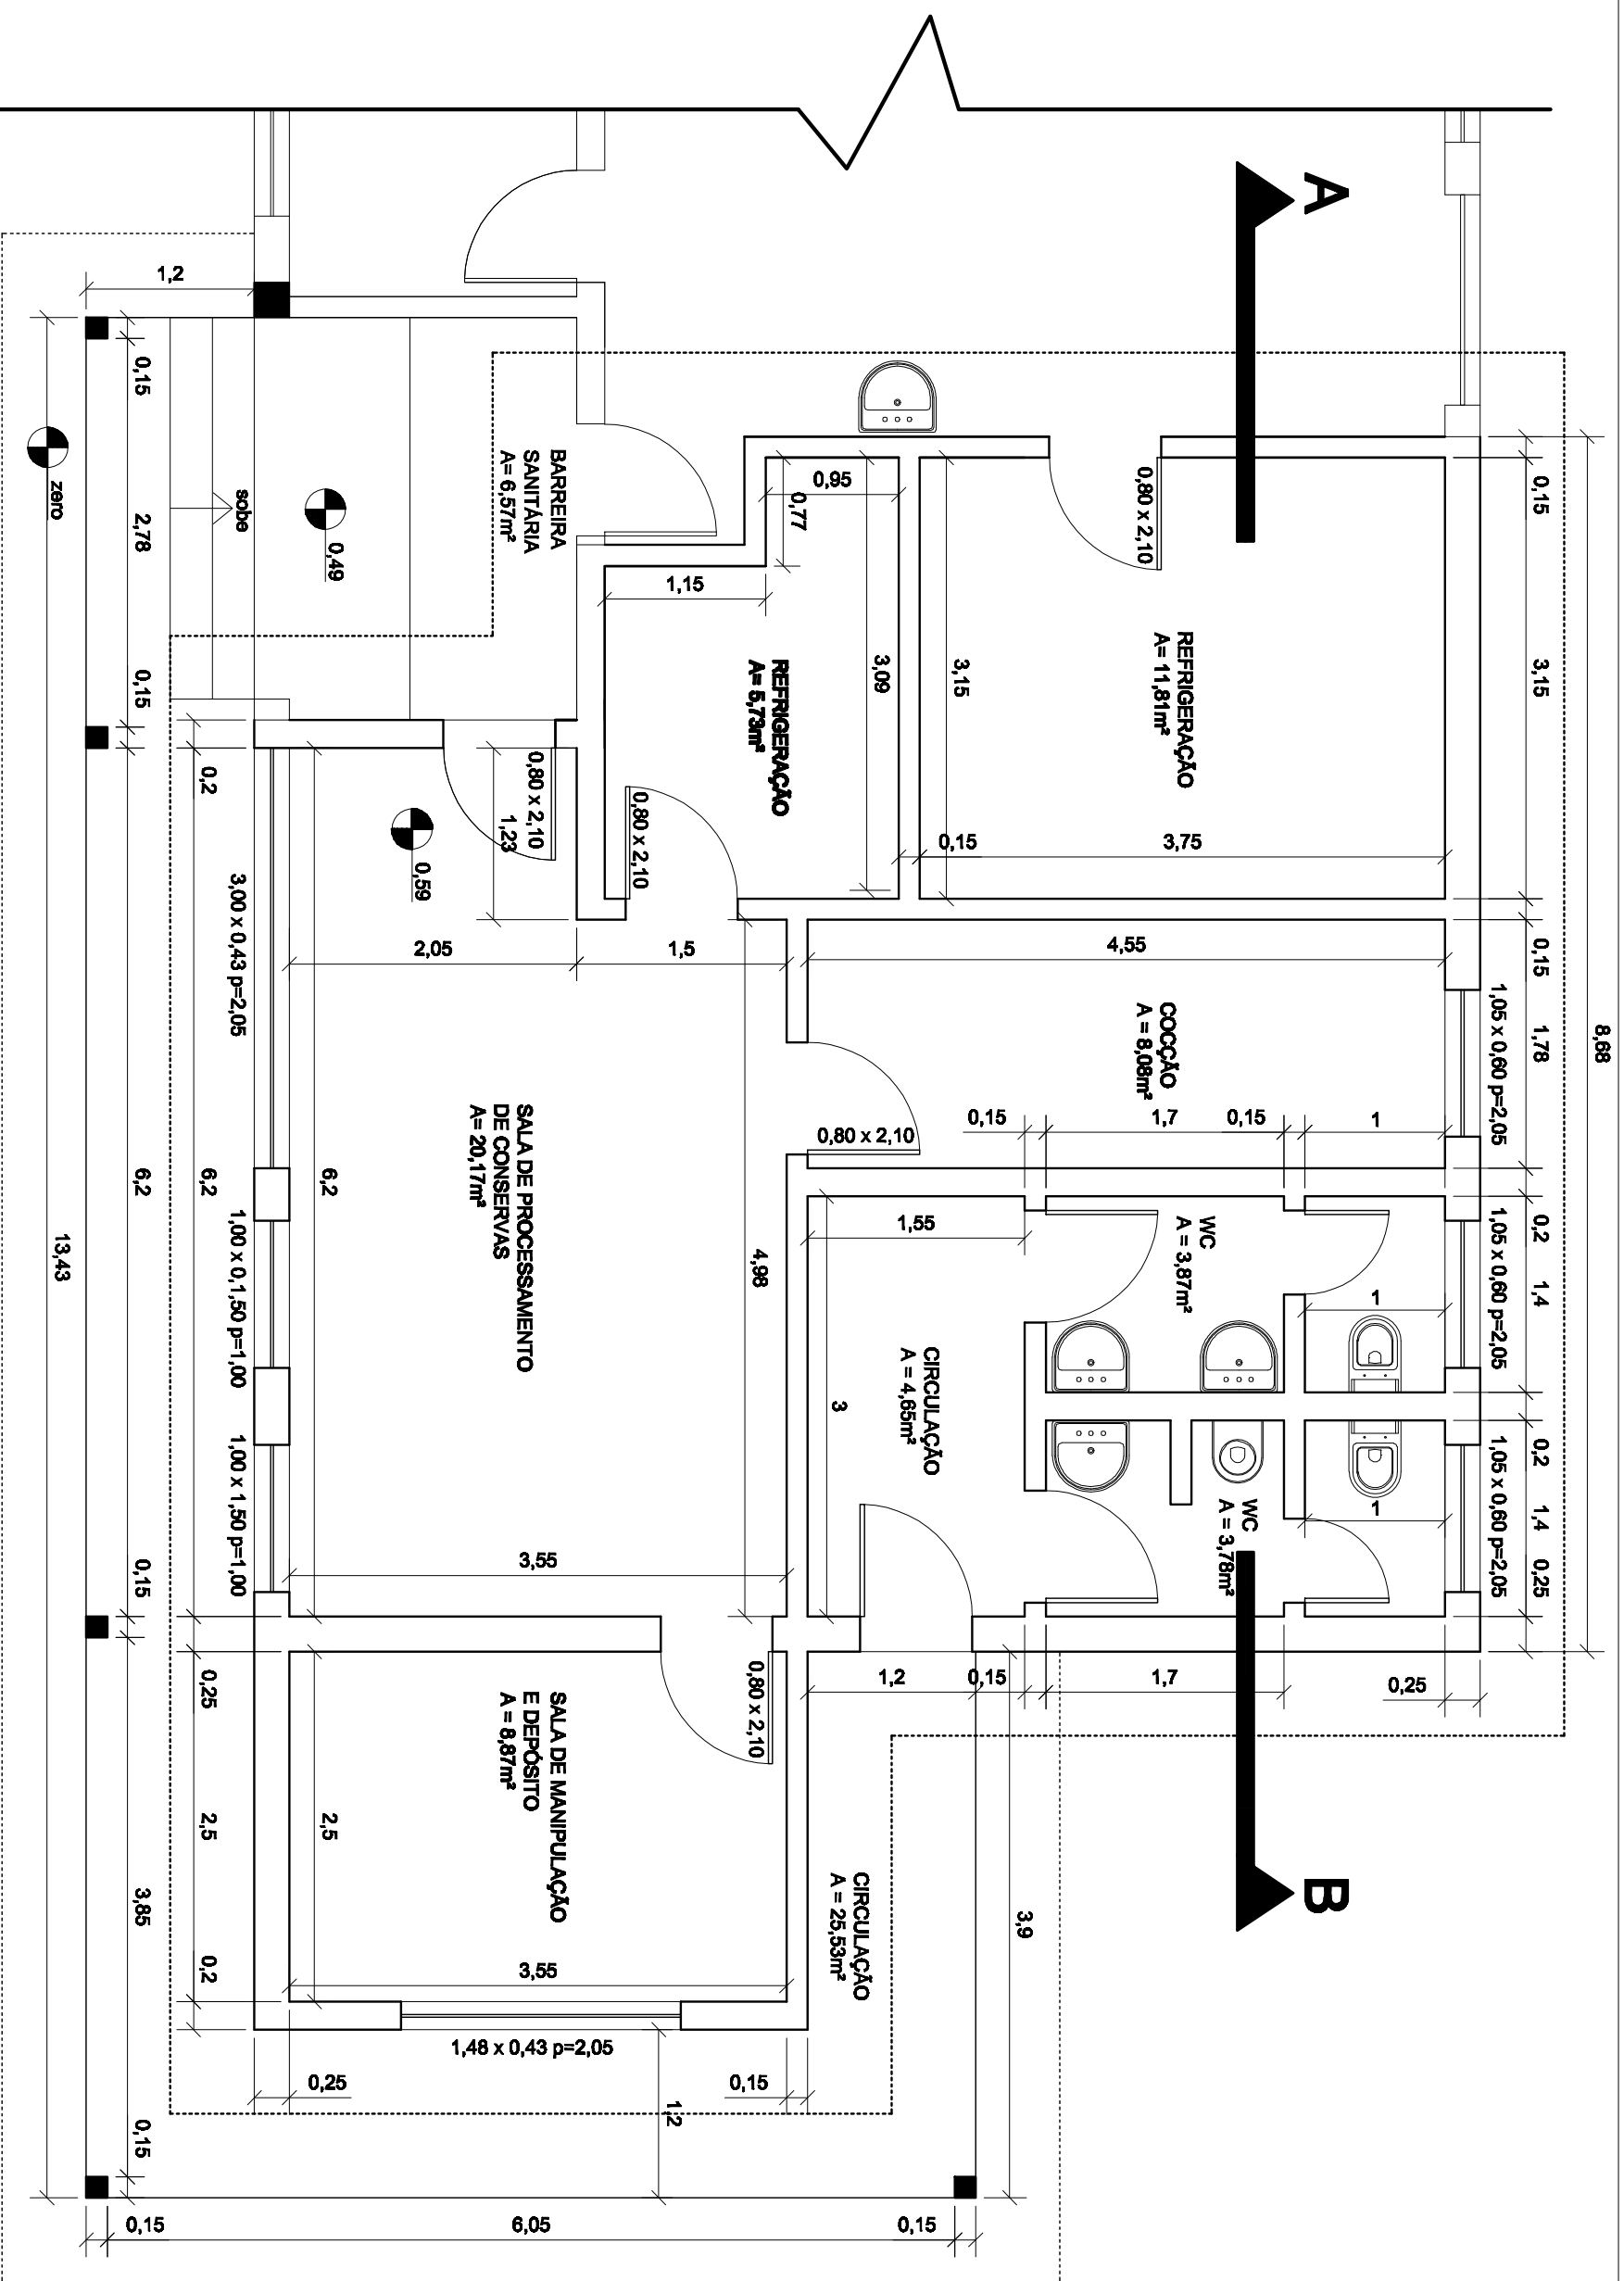 8,68
0,15
3,15
0,15
1,78
0,2
1,4
0,2
1,4
0,25
1,05 x 0,60 p=2,05
1,05 x 0,60 p=2,05
1,05 x 0,60 p=2,05
A
B
0,80 x 2,10
REFRIGERAÇÃO
A= 11,81m²
3,15
0,15
3,75
4,55
COCÇÃO
A = 8,08m²
0,15
1,7
0,15
1
0,80 x 2,10
1,55
WC
A = 3,87m²
1
WC
A = 3,78m²
1
CIRCULAÇÃO
A = 4,65m²
3
1,2
0,15
1,7
0,25
3,9
CIRCULAÇÃO
A = 25,53m²
0,95
0,77
1,15
3,09
REFRIGERAÇÃO
A= 5,73m²
0,80 x 2,10
BARREIRA
SANITÁRIA
A= 6,57m²
0,80 x 2,10
1,23
2,05
1,5
4,98
SALA DE PROCESSAMENTO
DE CONSERVAS
A= 20,17m²
3,55
0,80 x 2,10
SALA DE MANIPULAÇÃO
E DEPÓSITO
A = 8,87m²
3,55
1,48 x 0,43 p=2,05
0,49
0,59
6,2
2,5
sobe
3,00 x 0,43 p=2,05
1,00 x 0,1,50 p=1,00
1,00 x 1,50 p=1,00
0,25
0,15
1,2
0,2
6,2
0,25
2,5
0,2
1,2
0,15
2,78
0,15
6,2
0,15
3,85
0,15
zero
13,43
0,15
6,05
0,15